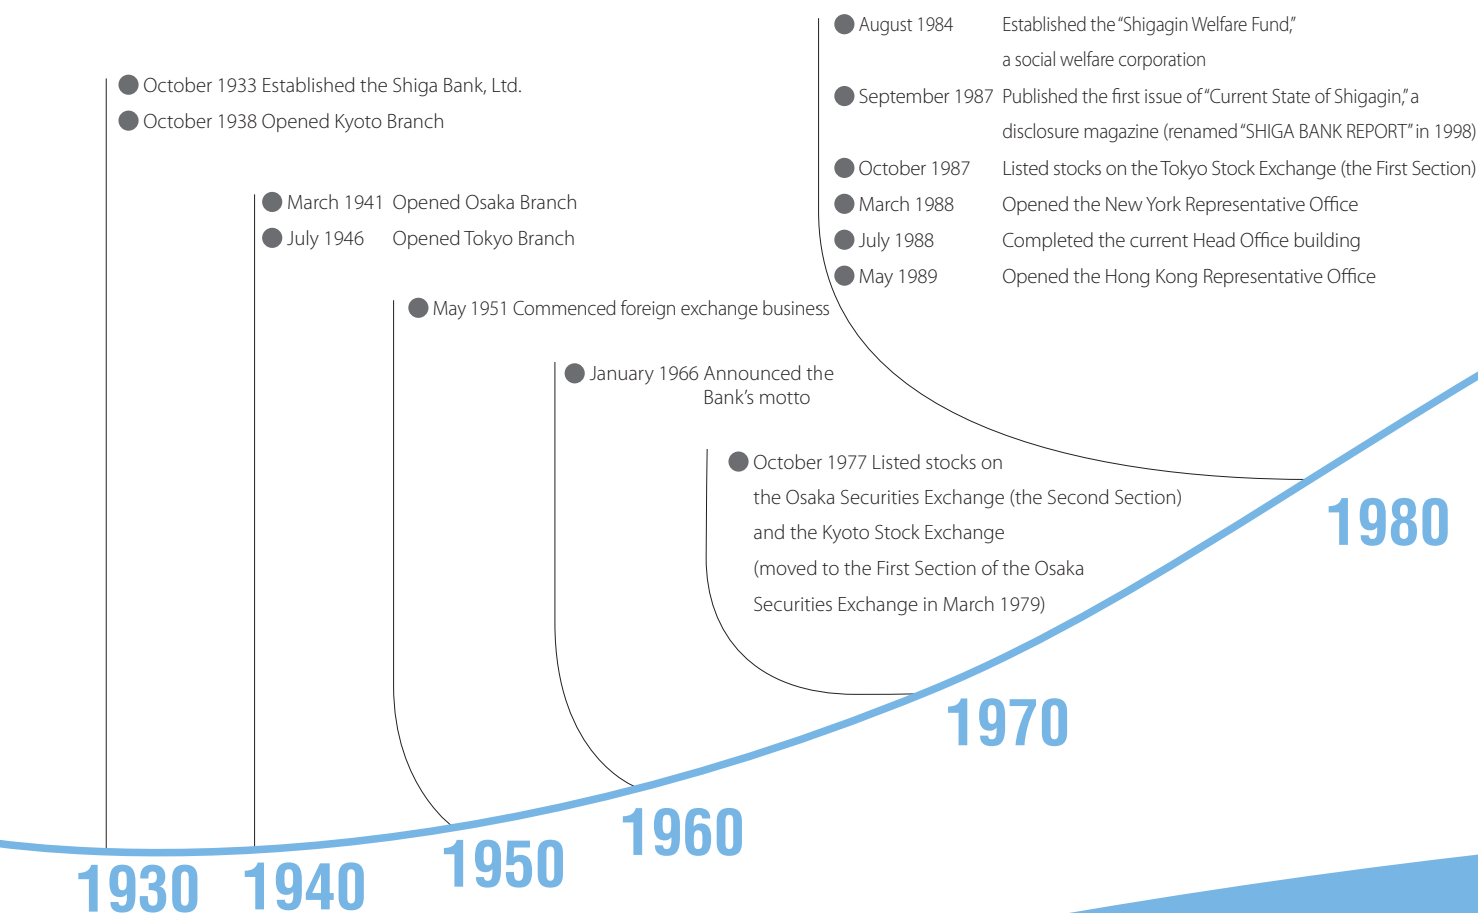 October 1933 Established the Shiga Bank, Ltd.
October 1938 Opened Kyoto Branch
1930
March 1941 Opened Osaka Branch
July 1946 Opened Tokyo Branch
1940
May 1951 Commenced foreign exchange business
1950
January 1966 Announced the
Bank’s motto
1960
October 1977 Listed stocks on
the Osaka Securities Exchange (the Second Section)
and the Kyoto Stock Exchange
(moved to the First Section of the Osaka
Securities Exchange in March 1979)
1970
August 1984 Established the “Shigagin Welfare Fund,”
a social welfare corporation
September 1987 Published the first issue of “Current State of Shigagin,” a
disclosure magazine (renamed “SHIGA BANK REPORT” in 1998)
October 1987 Listed stocks on the Tokyo Stock Exchange (the First Section)
March 1988 Opened the New York Representative Office
July 1988 Completed the current Head Office building
May 1989 Opened the Hong Kong Representative Office
1980